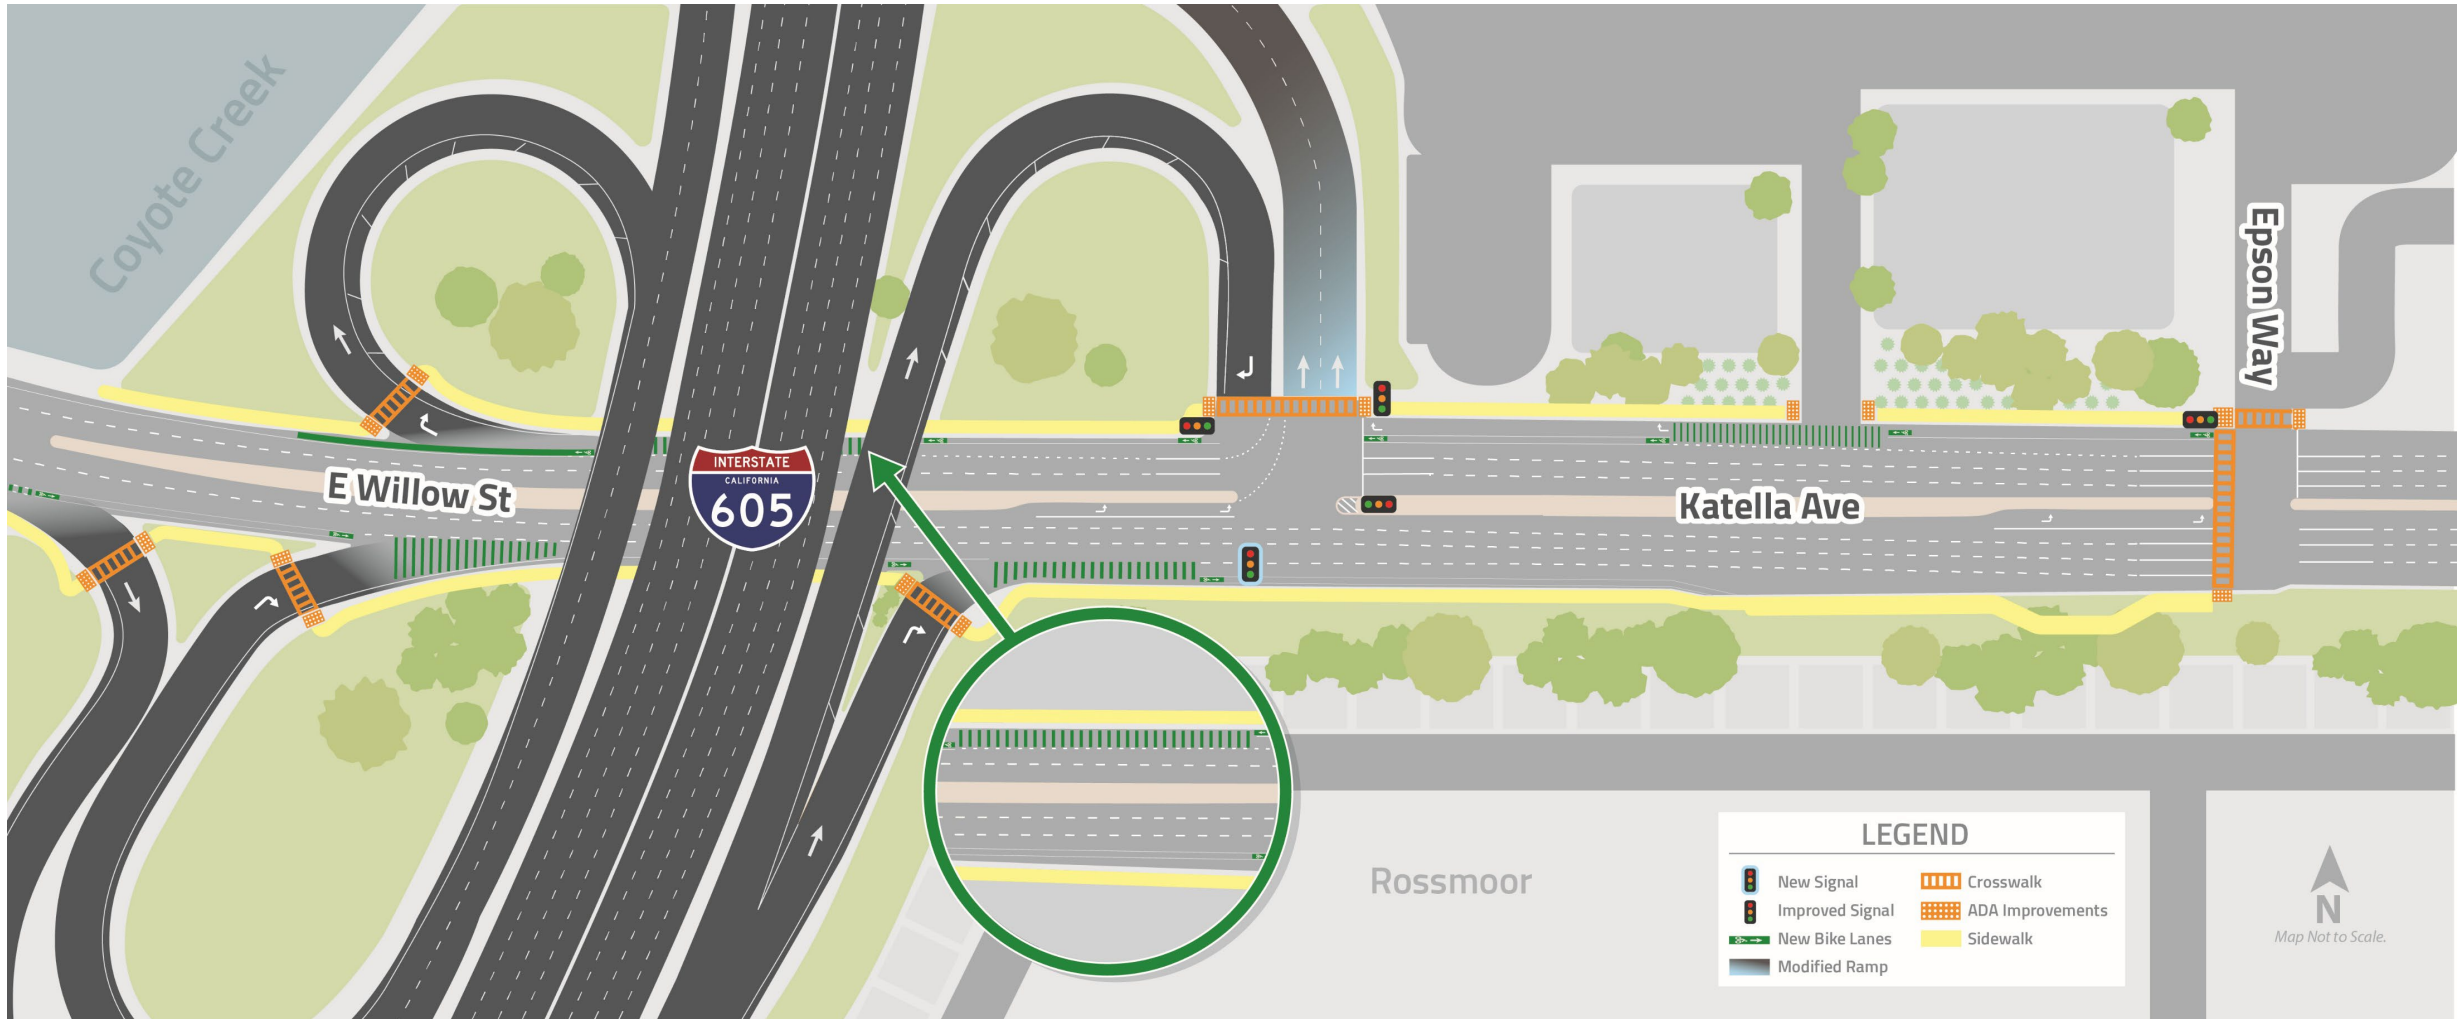 Coyote Creek
E Willow St
INTERSTATE
CALIFORNIA
605
Katella Ave
Epson Way
Rossmoor
LEGEND
New Signal
Improved Signal
New Bike Lanes
Modified Ramp
Crosswalk
ADA Improvements
Sidewalk
N
Map Not to Scale.